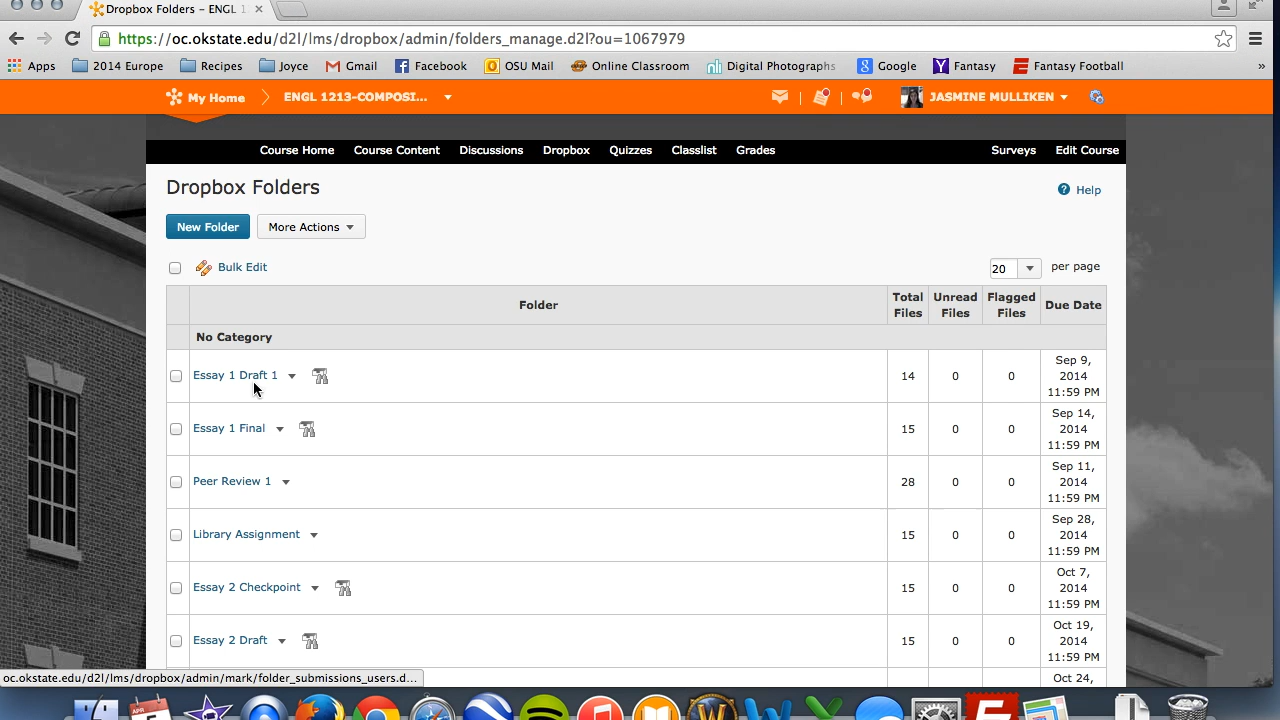 Dropbox Folders – ENGL 1
https://oc.okstate.edu/d2l/lms/dropbox/admin/folders_manage.d2l?ou=1067979
Apps 2014 Europe Recipes Joyce Gmail Facebook OSU Mail Online Classroom Digital Photographs Google Fantasy Fantasy Football »
My Home ENGL 1213-COMPOSI... JASMINE MULLIKEN
Course Home Course Content Discussions Dropbox Quizzes Classlist Grades Surveys Edit Course
Dropbox Folders
Help
New Folder More Actions
Bulk Edit 20 per page
Folder Total Files Unread Files Flagged Files Due Date
No Category
Essay 1 Draft 1 14 0 0 Sep 9, 2014 11:59 PM
Essay 1 Final 15 0 0 Sep 14, 2014 11:59 PM
Peer Review 1 28 0 0 Sep 11, 2014 11:59 PM
Library Assignment 15 0 0 Sep 28, 2014 11:59 PM
Essay 2 Checkpoint 15 0 0 Oct 7, 2014 11:59 PM
Essay 2 Draft 15 0 0 Oct 19, 2014 11:59 PM
Oct 24,
oc.okstate.edu/d2l/lms/dropbox/admin/mark/folder_submissions_users.d...
APR